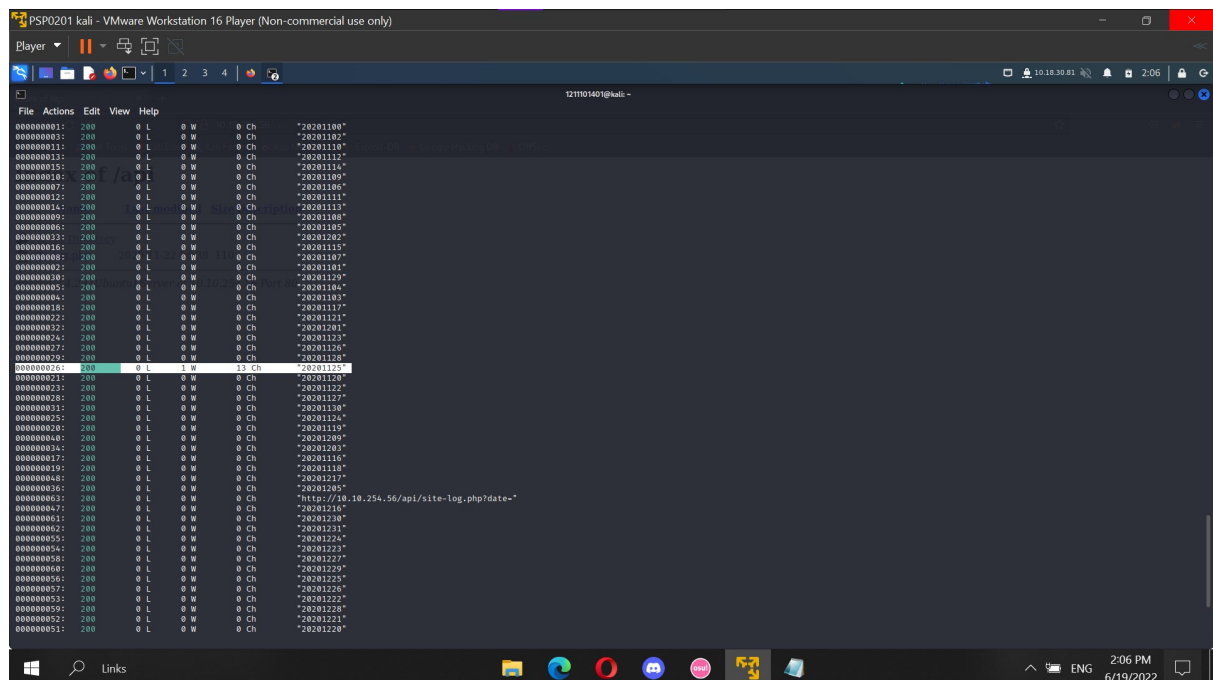 PSP0201 kali - VMware Workstation 16 Player (Non-commercial use only)
Player
1 2 3 4 10.18.30.81 2:06
1211101401@kali: ~
File Actions Edit View Help
000000001: 200 0 L 0 W 0 Ch "20201100"
000000003: 200 0 L 0 W 0 Ch "20201102"
000000011: 200 0 L 0 W 0 Ch "20201110"
000000013: 200 0 L 0 W 0 Ch "20201112"
000000015: 200 0 L 0 W 0 Ch "20201114"
000000010: 200 0 L 0 W 0 Ch "20201109"
000000007: 200 0 L 0 W 0 Ch "20201106"
000000012: 200 0 L 0 W 0 Ch "20201111"
000000014: 200 0 L 0 W 0 Ch "20201113"
000000009: 200 0 L 0 W 0 Ch "20201108"
000000006: 200 0 L 0 W 0 Ch "20201105"
000000033: 200 0 L 0 W 0 Ch "20201202"
000000016: 200 0 L 0 W 0 Ch "20201115"
000000008: 200 0 L 0 W 0 Ch "20201107"
000000002: 200 0 L 0 W 0 Ch "20201101"
000000030: 200 0 L 0 W 0 Ch "20201129"
000000005: 200 0 L 0 W 0 Ch "20201104"
000000004: 200 0 L 0 W 0 Ch "20201103"
000000018: 200 0 L 0 W 0 Ch "20201117"
000000022: 200 0 L 0 W 0 Ch "20201121"
000000032: 200 0 L 0 W 0 Ch "20201201"
000000024: 200 0 L 0 W 0 Ch "20201123"
000000027: 200 0 L 0 W 0 Ch "20201126"
000000029: 200 0 L 0 W 0 Ch "20201128"
000000026: 200 0 L 1 W 13 Ch "20201125"
000000021: 200 0 L 0 W 0 Ch "20201120"
000000023: 200 0 L 0 W 0 Ch "20201122"
000000028: 200 0 L 0 W 0 Ch "20201127"
000000031: 200 0 L 0 W 0 Ch "20201130"
000000025: 200 0 L 0 W 0 Ch "20201124"
000000020: 200 0 L 0 W 0 Ch "20201119"
000000040: 200 0 L 0 W 0 Ch "20201209"
000000034: 200 0 L 0 W 0 Ch "20201203"
000000017: 200 0 L 0 W 0 Ch "20201116"
000000019: 200 0 L 0 W 0 Ch "20201118"
000000048: 200 0 L 0 W 0 Ch "20201217"
000000036: 200 0 L 0 W 0 Ch "20201205"
000000063: 200 0 L 0 W 0 Ch "http://10.10.254.56/api/site-log.php?date="
000000047: 200 0 L 0 W 0 Ch "20201216"
000000061: 200 0 L 0 W 0 Ch "20201230"
000000062: 200 0 L 0 W 0 Ch "20201231"
000000055: 200 0 L 0 W 0 Ch "20201224"
000000054: 200 0 L 0 W 0 Ch "20201223"
000000058: 200 0 L 0 W 0 Ch "20201227"
000000060: 200 0 L 0 W 0 Ch "20201229"
000000056: 200 0 L 0 W 0 Ch "20201225"
000000057: 200 0 L 0 W 0 Ch "20201226"
000000053: 200 0 L 0 W 0 Ch "20201222"
000000059: 200 0 L 0 W 0 Ch "20201228"
000000052: 200 0 L 0 W 0 Ch "20201221"
000000051: 200 0 L 0 W 0 Ch "20201220"
Links osu! ENG 2:06 PM
6/19/2022